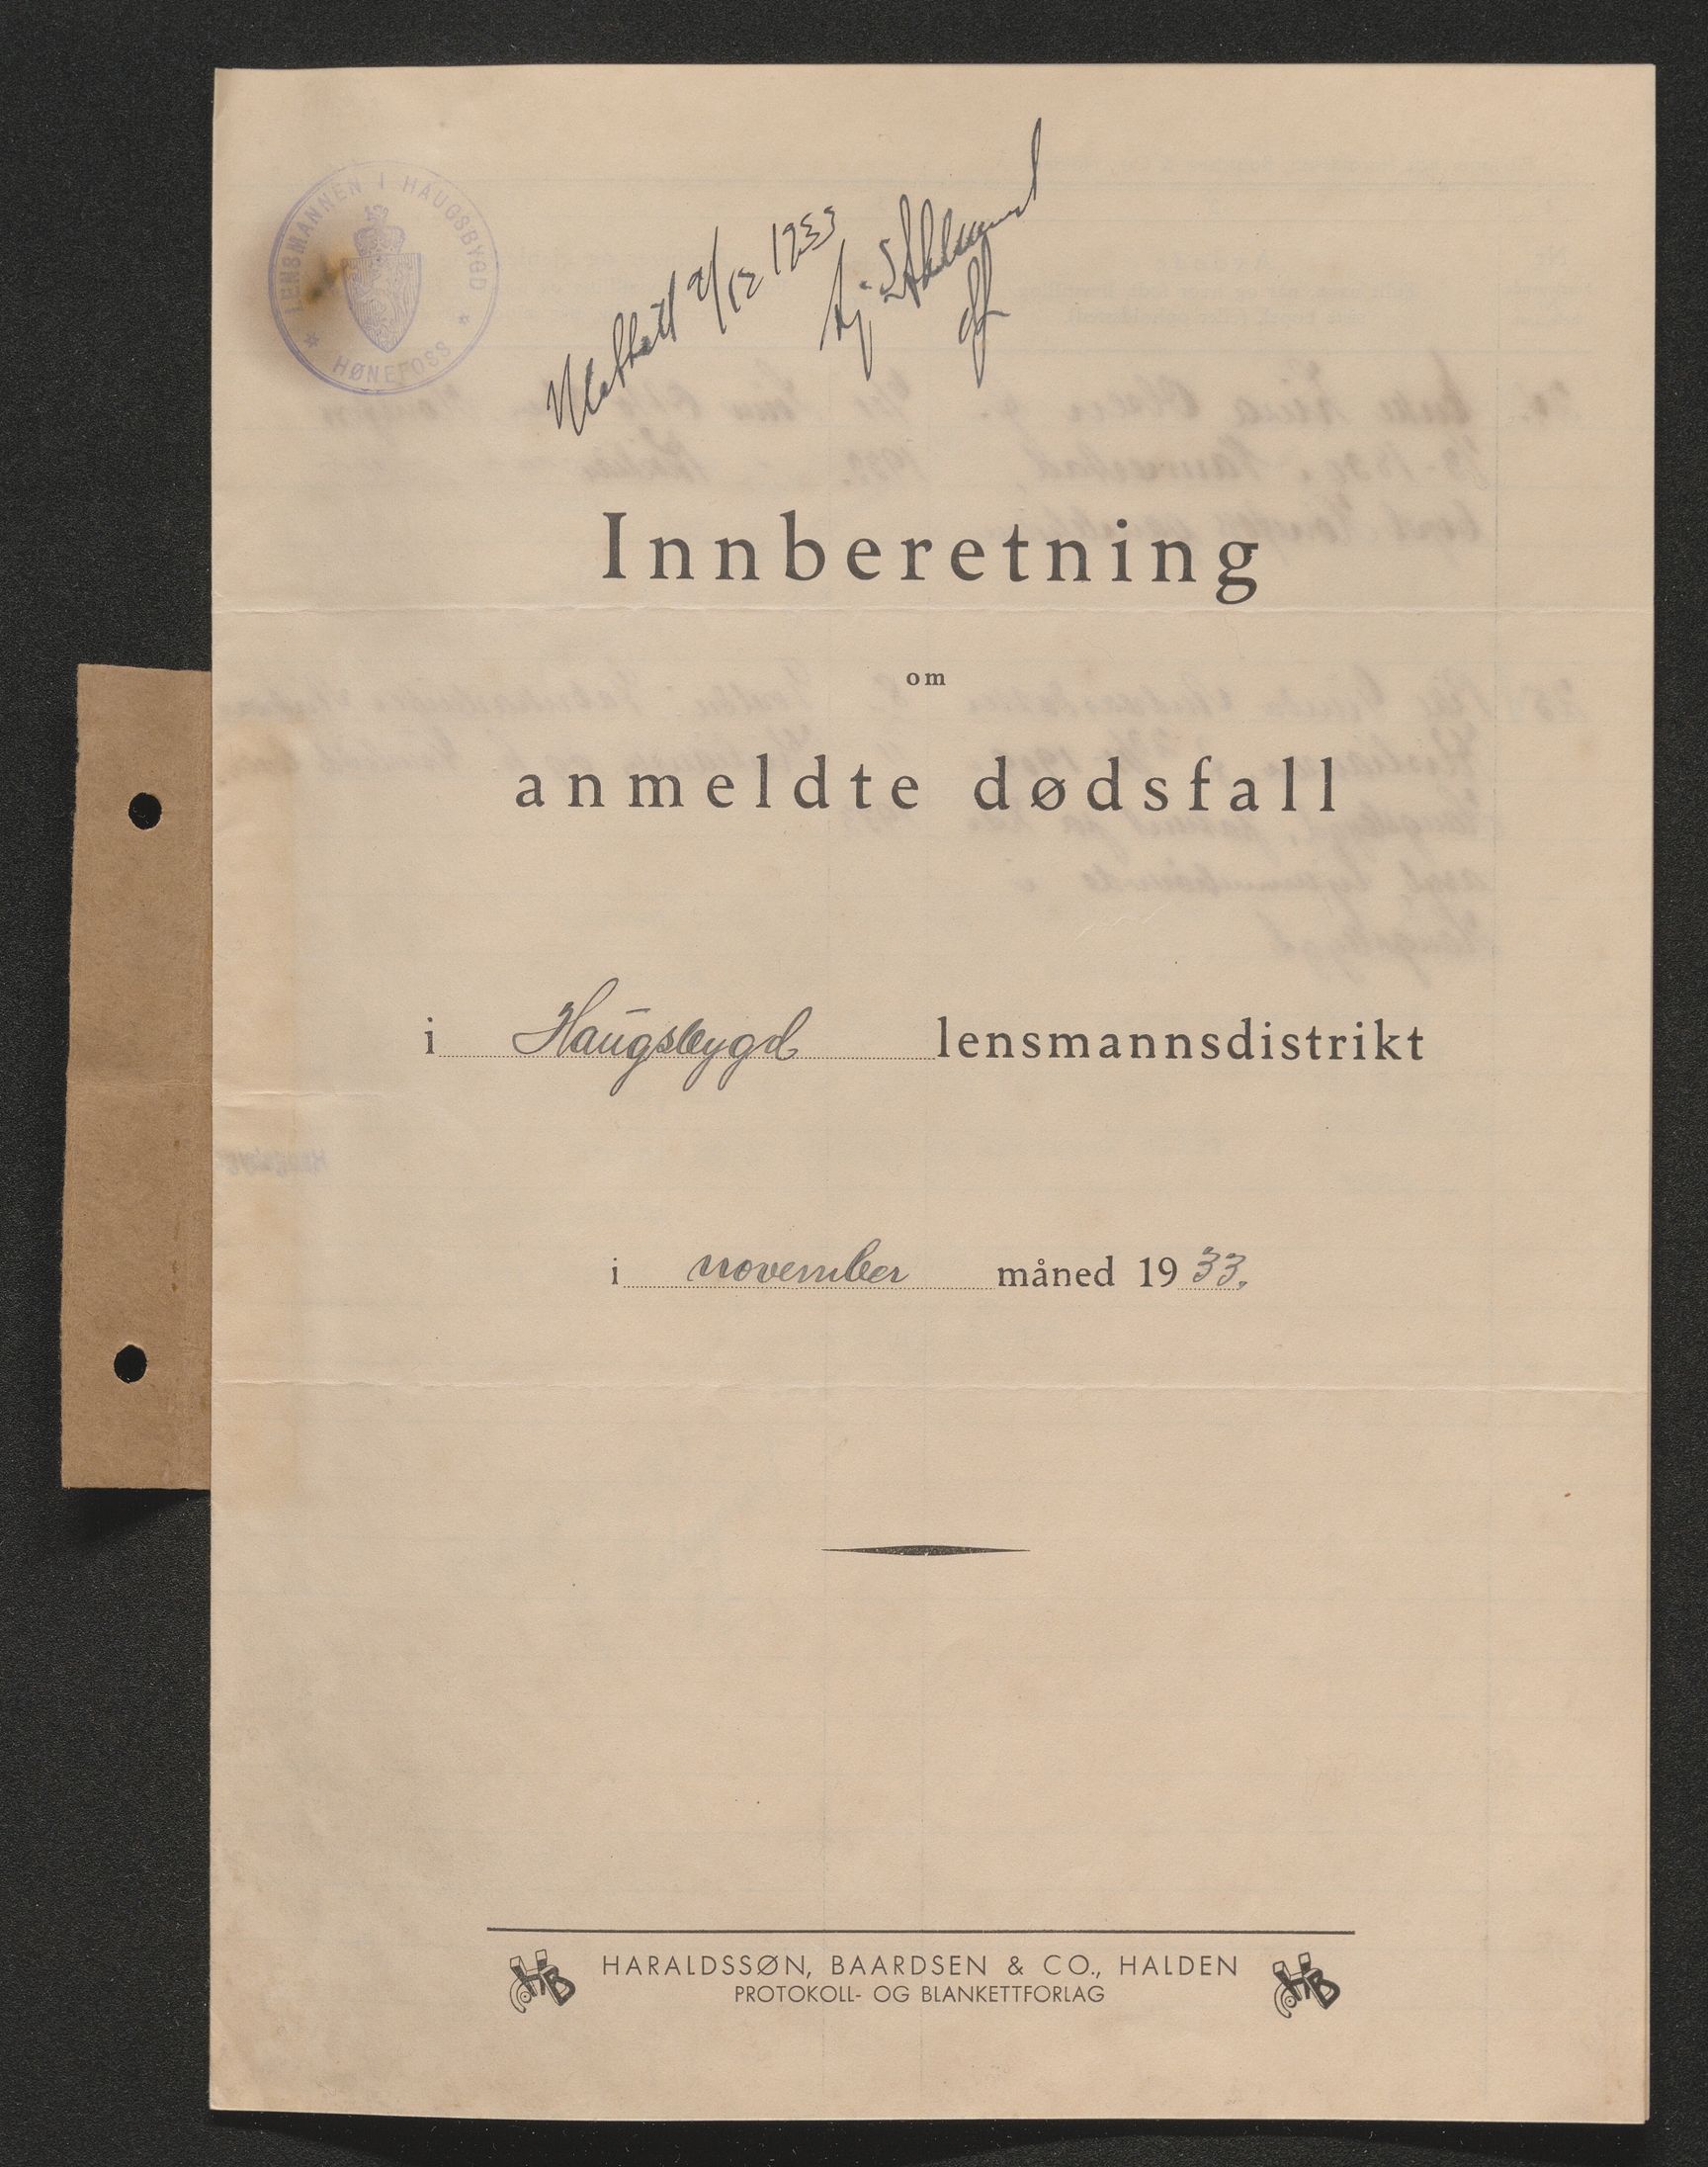 LENSMANNEN I HAUGSBYGD
* HØNEFOSS *
Innberetning
om
anmeldte dødsfall
i Haugsbygd lensmannsdistrikt
i november måned 1933.
HARALDSSØN, BAARDSEN & CO., HALDEN
PROTOKOLL- OG BLANKETTFORLAG